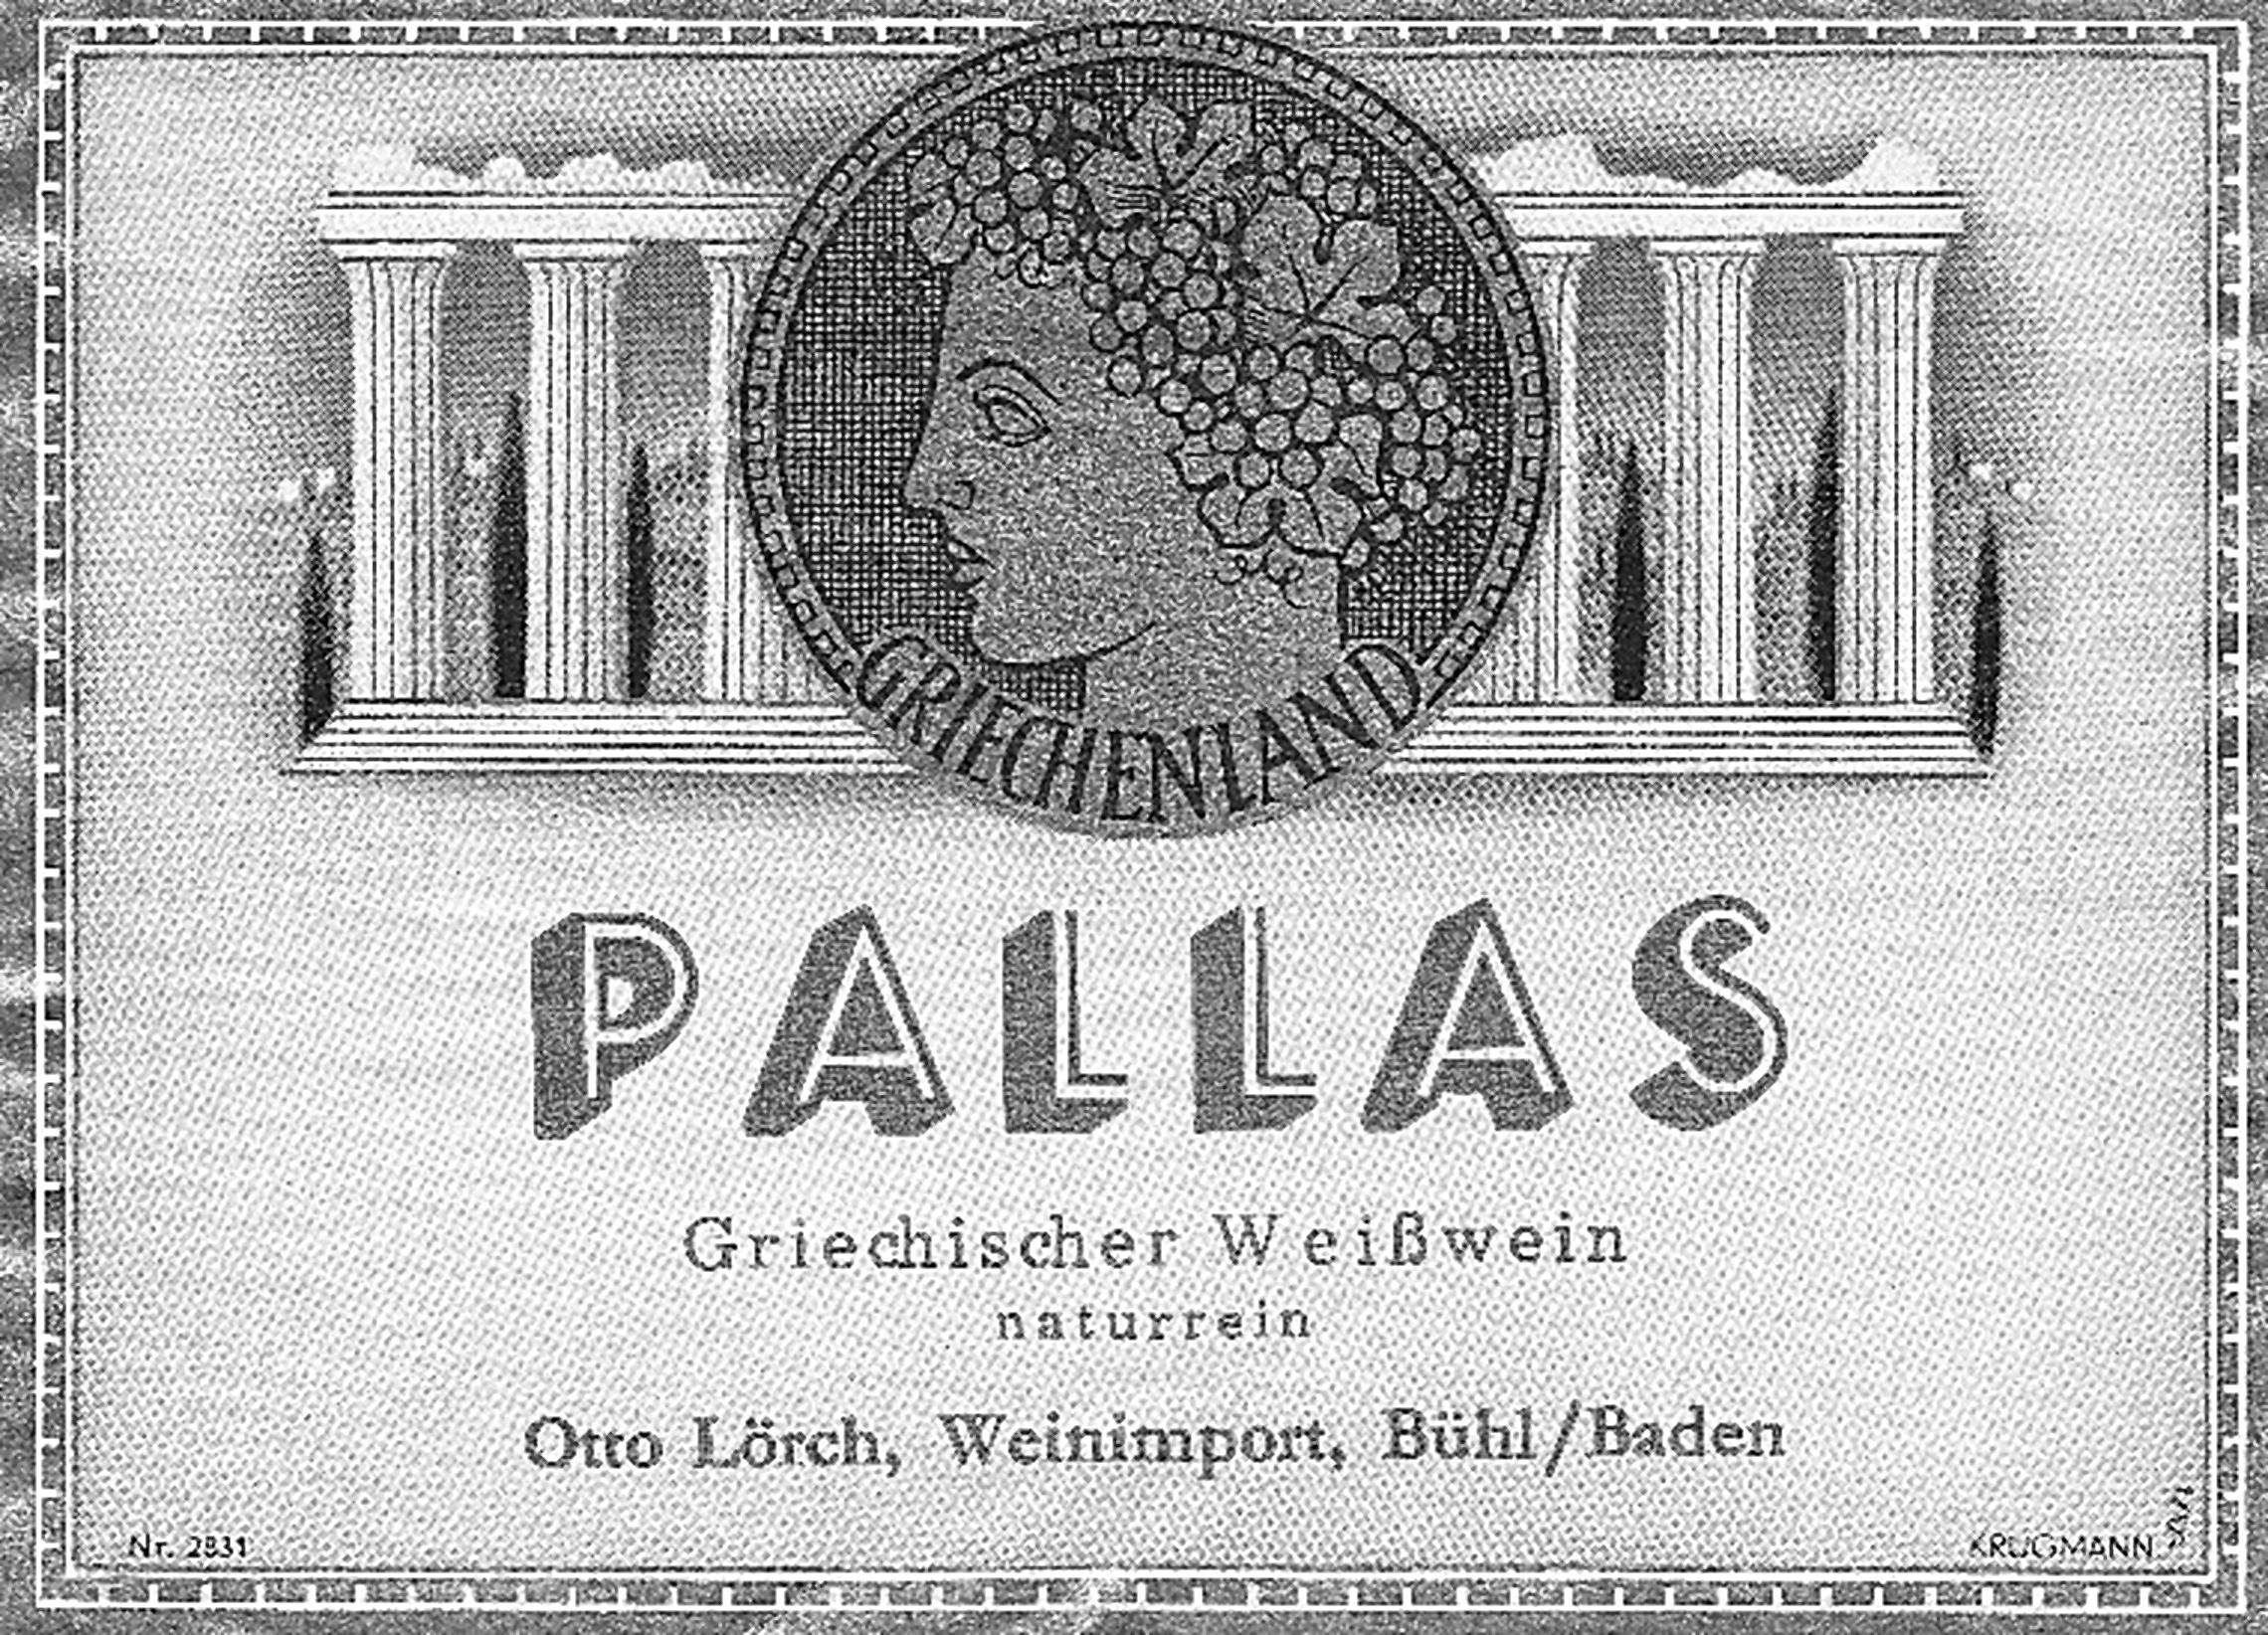 GRIECHENLAND
PALLAS
Griechischer Weißwein
naturrein
Otto Lörch, Weinimport, Bühl/Baden
Nr. 2831
KRUGMANN